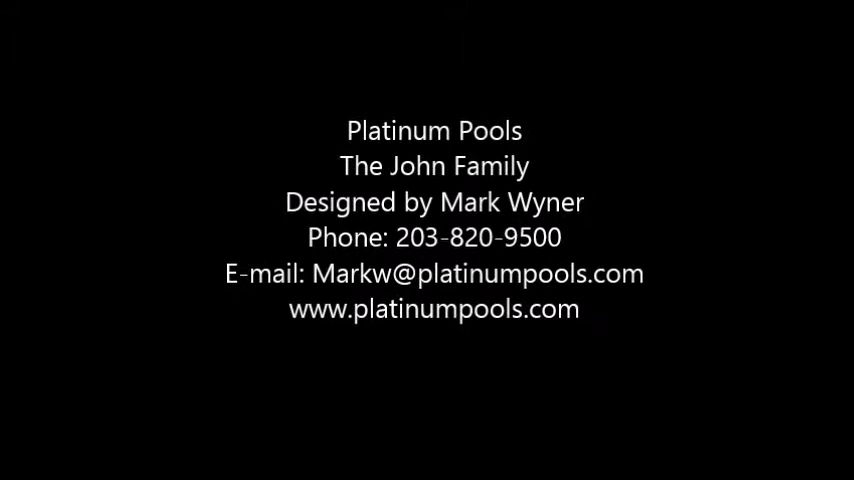 Platinum Pools
The John Family
Designed by Mark Wyner
Phone: 203-820-9500
E-mail: Markw@platinumpools.com
www.platinumpools.com